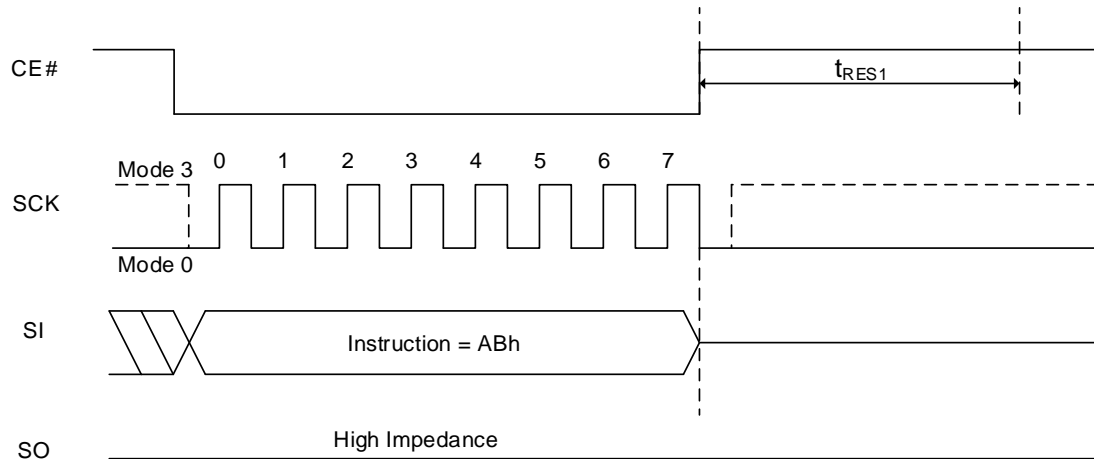 CE#
tRES1
Mode 3
0 1 2 3 4 5 6 7
SCK
Mode 0
SI
Instruction = ABh
High Impedance
SO